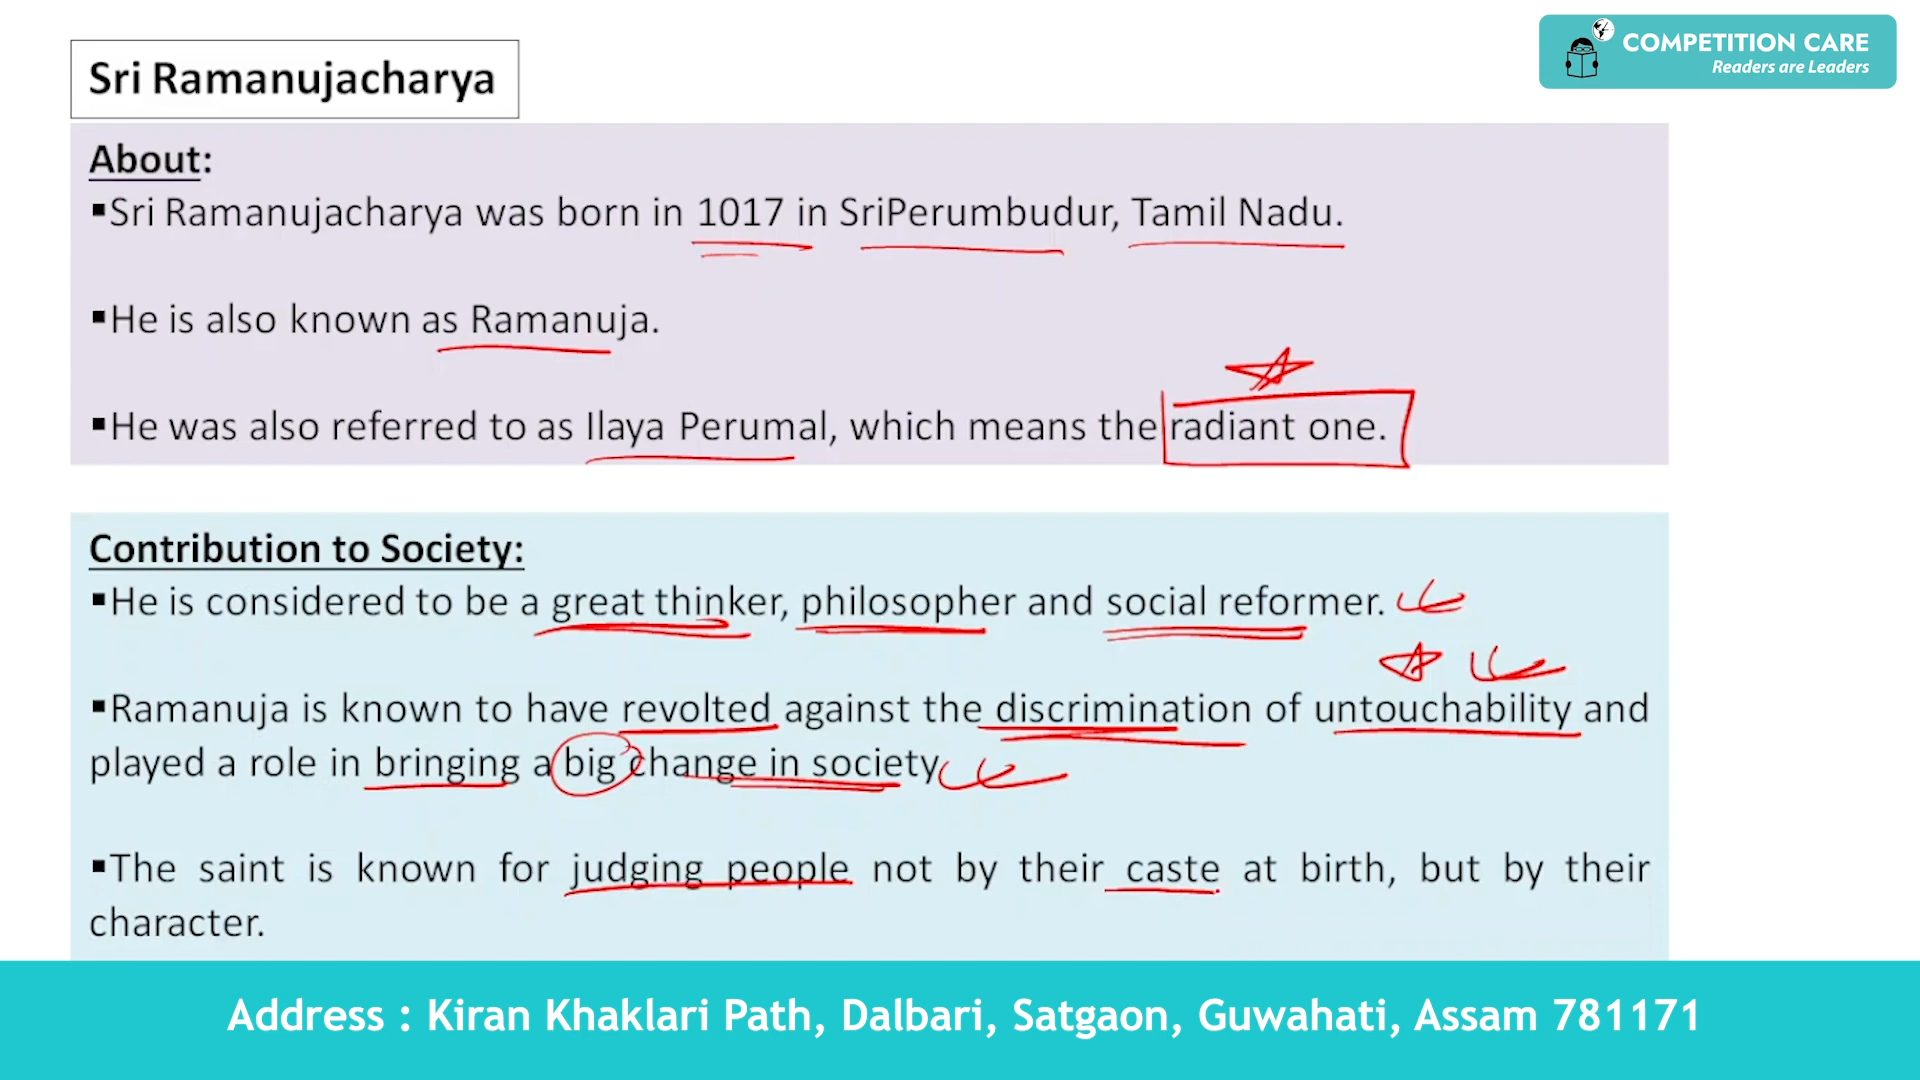 COMPETITION CARE
Readers are Leaders
Sri Ramanujacharya
About:
▪Sri Ramanujacharya was born in 1017 in SriPerumbudur, Tamil Nadu.
▪He is also known as Ramanuja.
▪He was also referred to as Ilaya Perumal, which means the radiant one.
Contribution to Society:
▪He is considered to be a great thinker, philosopher and social reformer.
▪Ramanuja is known to have revolted against the discrimination of untouchability and
played a role in bringing a big change in society
▪The saint is known for judging people not by their caste at birth, but by their
character.
Address : Kiran Khaklari Path, Dalbari, Satgaon, Guwahati, Assam 781171